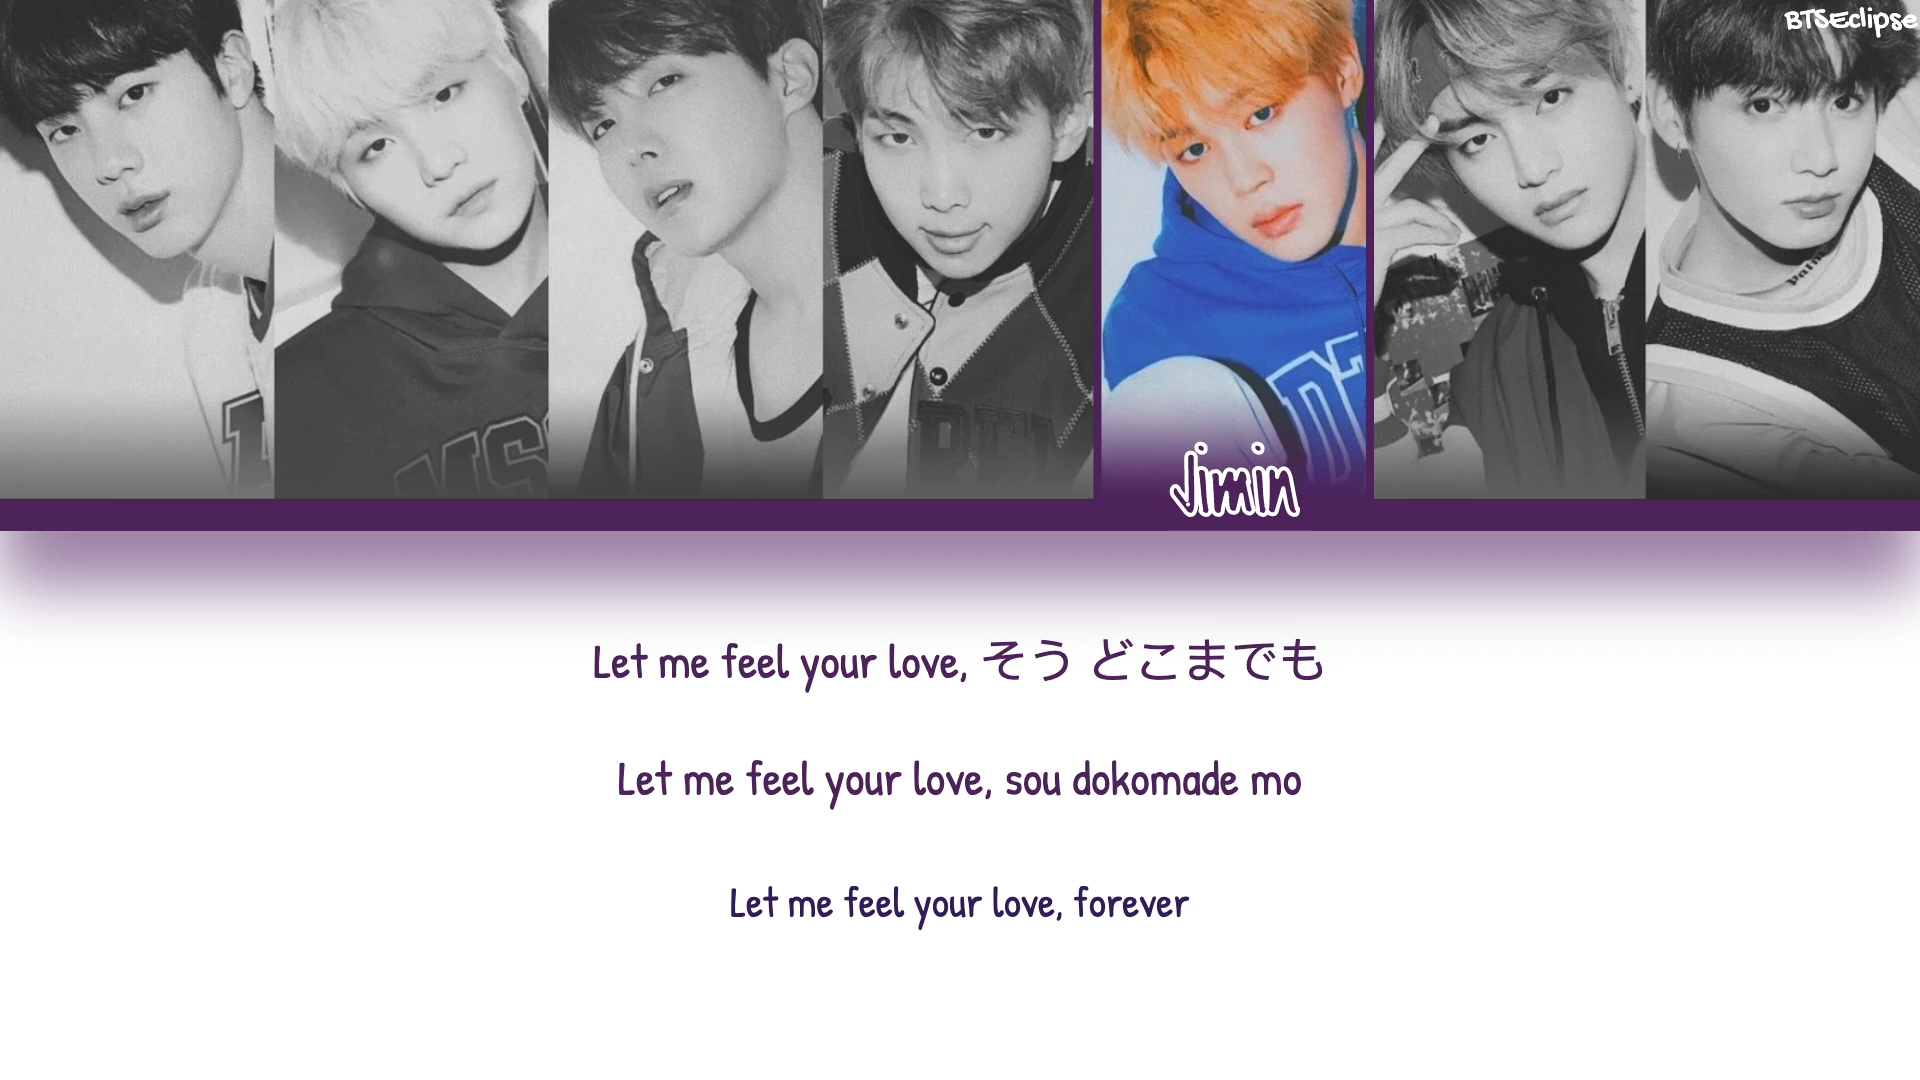 BTSEclipse
Jimin
Let me feel your love, そう どこまでも
Let me feel your love, sou dokomade mo
Let me feel your love, forever